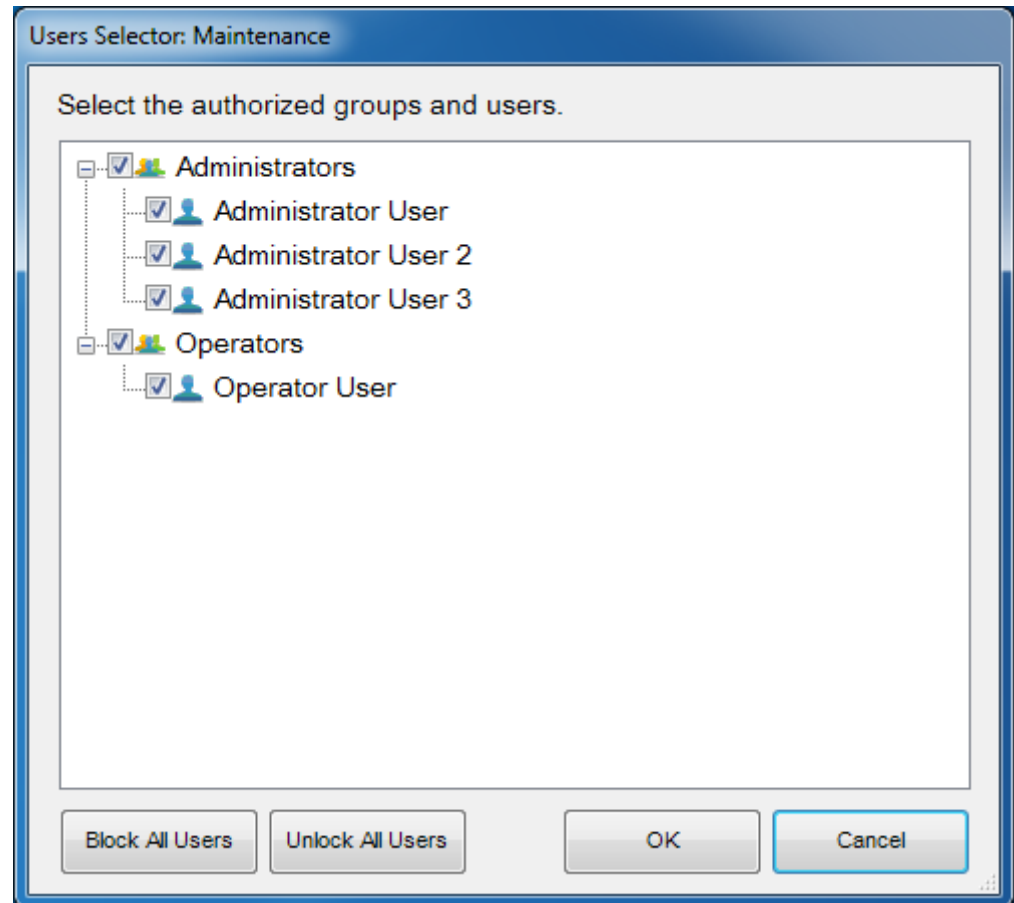 Users Selector: Maintenance
Select the authorized groups and users.
Administrators
Administrator User
Administrator User 2
Administrator User 3
Operators
Operator User
Block All Users Unlock All Users OK Cancel